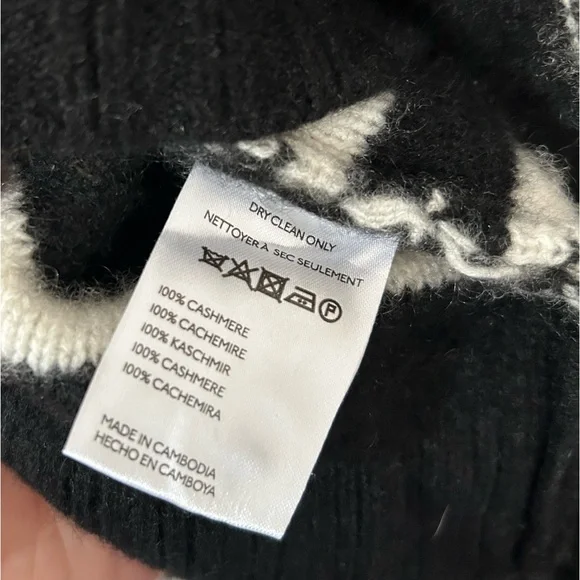 DRY CLEAN ONLY
NETTOYER À SEC SEULEMENT
P
100% CASHMERE
100% CACHEMIRE
100% KASCHMIR
100% CASHMERE
100% CACHEMIRA
MADE IN CAMBODIA
HECHO EN CAMBOYA